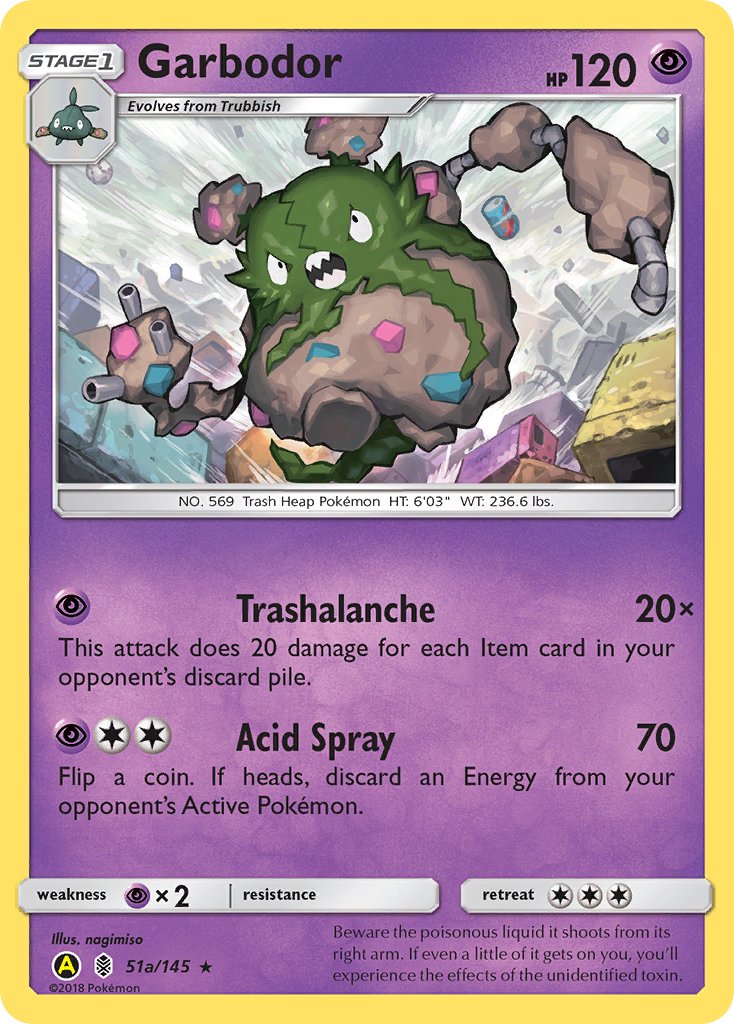 STAGE1
Garbodor
HP 120
Evolves from Trubbish
NO. 569 Trash Heap Pokémon HT: 6'03" WT: 236.6 lbs.
Trashalanche 20×
This attack does 20 damage for each Item card in your
opponent's discard pile.
Acid Spray 70
Flip a coin. If heads, discard an Energy from your
opponent's Active Pokémon.
weakness ×2 resistance retreat
Illus. nagimiso
A 51a/145 ★
©2018 Pokémon
Beware the poisonous liquid it shoots from its
right arm. If even a little of it gets on you, you'll
experience the effects of the unidentified toxin.